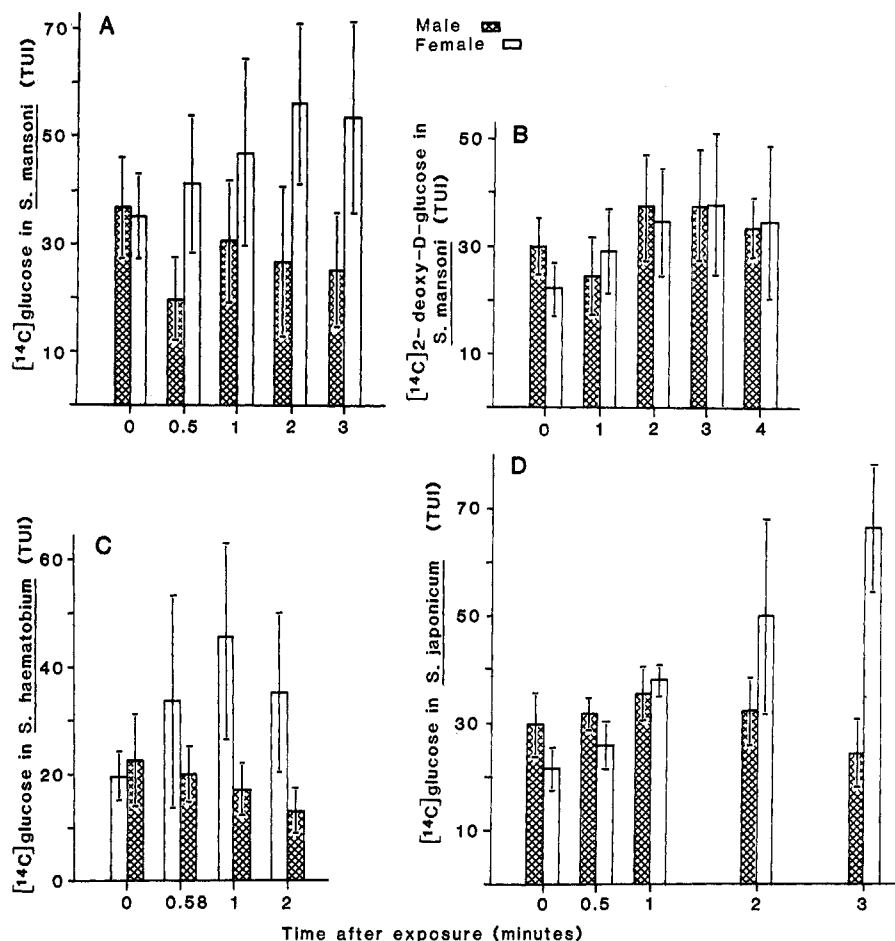 A
Male
Female
[14C]glucose in S. mansoni (TUI)
70
50
30
10
0 0.5 1 2 3
B
[14C]2-deoxy-D-glucose in
S. mansoni (TUI)
50
30
10
0 1 2 3 4
C
[14C]glucose in S. haematobium (TUI)
60
40
20
0
0 0.58 1 2
D
[14C]glucose in S. japonicum (TUI)
70
50
30
10
0 0.5 1 2 3
Time after exposure (minutes)